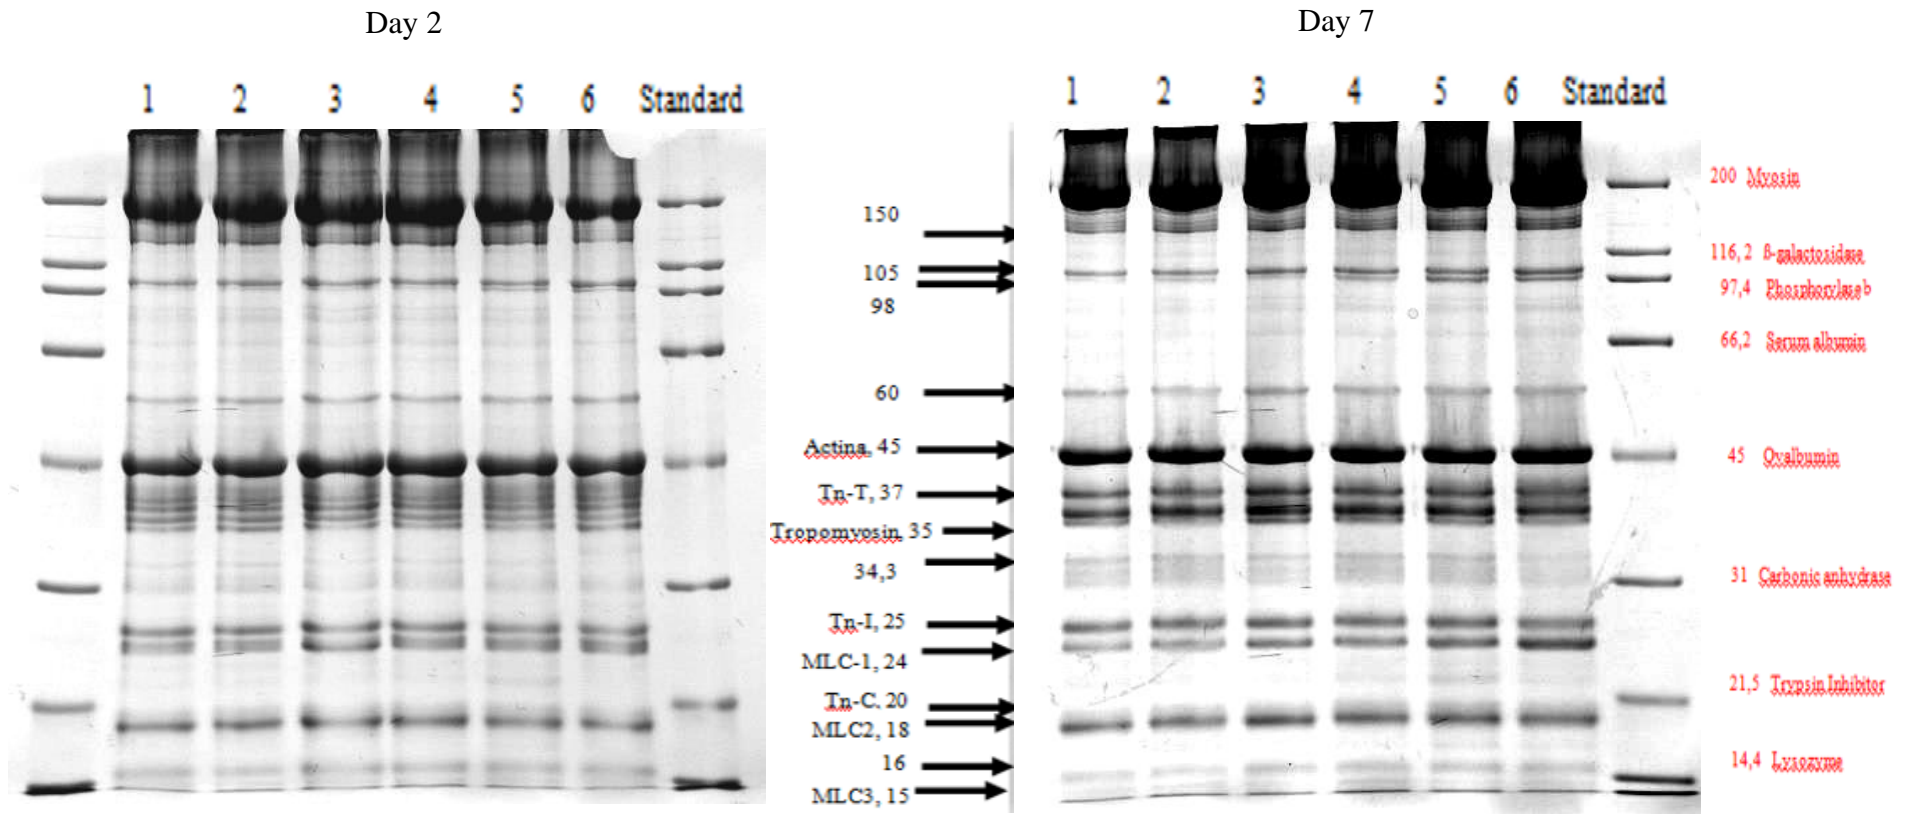 Day 2
Day 7
1 2 3 4 5 6 Standard
1 2 3 4 5 6 Standard
150
105
98
60
Actina, 45
Tn-T, 37
Tropomyosin, 35
34,3
Tn-I, 25
MLC-1, 24
Tn-C, 20
MLC2, 18
16
MLC3, 15
200 Myosin
116,2 ß-galactosidase
97,4 Phosphorylase b
66,2 Serum albumin
45 Ovalbumin
31 Carbonic anhydrase
21,5 Trypsin Inhibitor
14,4 Lysozyme